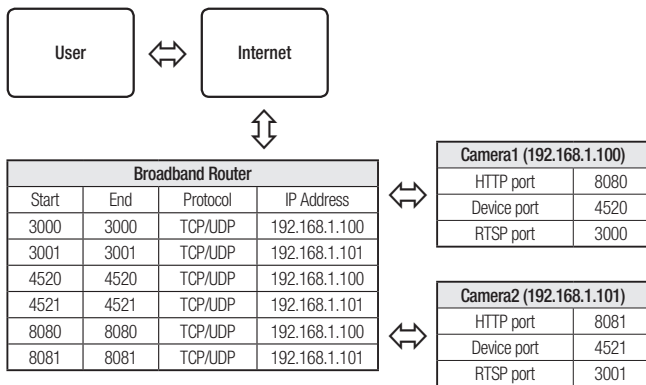 User
Internet
Broadband Router
Start End Protocol IP Address
3000 3000 TCP/UDP 192.168.1.100
3001 3001 TCP/UDP 192.168.1.101
4520 4520 TCP/UDP 192.168.1.100
4521 4521 TCP/UDP 192.168.1.101
8080 8080 TCP/UDP 192.168.1.100
8081 8081 TCP/UDP 192.168.1.101
Camera1 (192.168.1.100)
HTTP port 8080
Device port 4520
RTSP port 3000
Camera2 (192.168.1.101)
HTTP port 8081
Device port 4521
RTSP port 3001